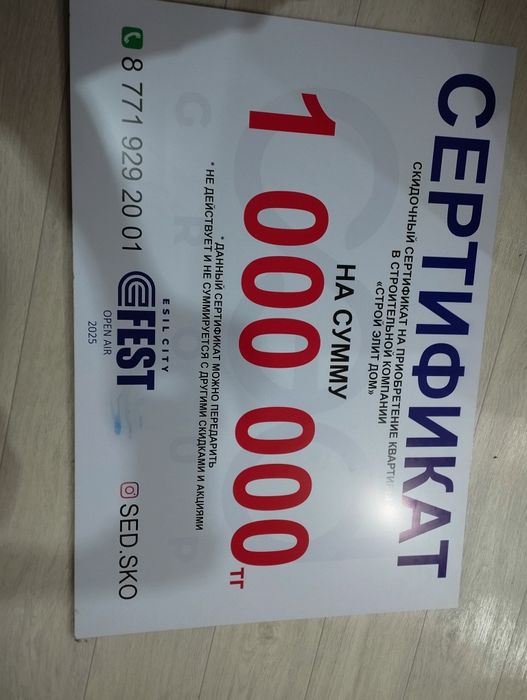 СЕРТИФИКАТ
СКИДОЧНЫЙ СЕРТИФИКАТ НА ПРИОБРЕТЕНИЕ КВАРТИРЫ
В СТРОИТЕЛЬНОЙ КОМПАНИИ
«СТРОЙ ЭЛИТ ДОМ»
НА СУММУ
1 000 000 тг
* ДАННЫЙ СЕРТИФИКАТ МОЖНО ПЕРЕДАРИТЬ
* НЕ ДЕЙСТВУЕТ И НЕ СУММИРУЕТСЯ С ДРУГИМИ СКИДКАМИ И АКЦИЯМИ
8 771 929 20 01
ESIL CITY
FEST
OPEN AIR
2025
SED.SKO